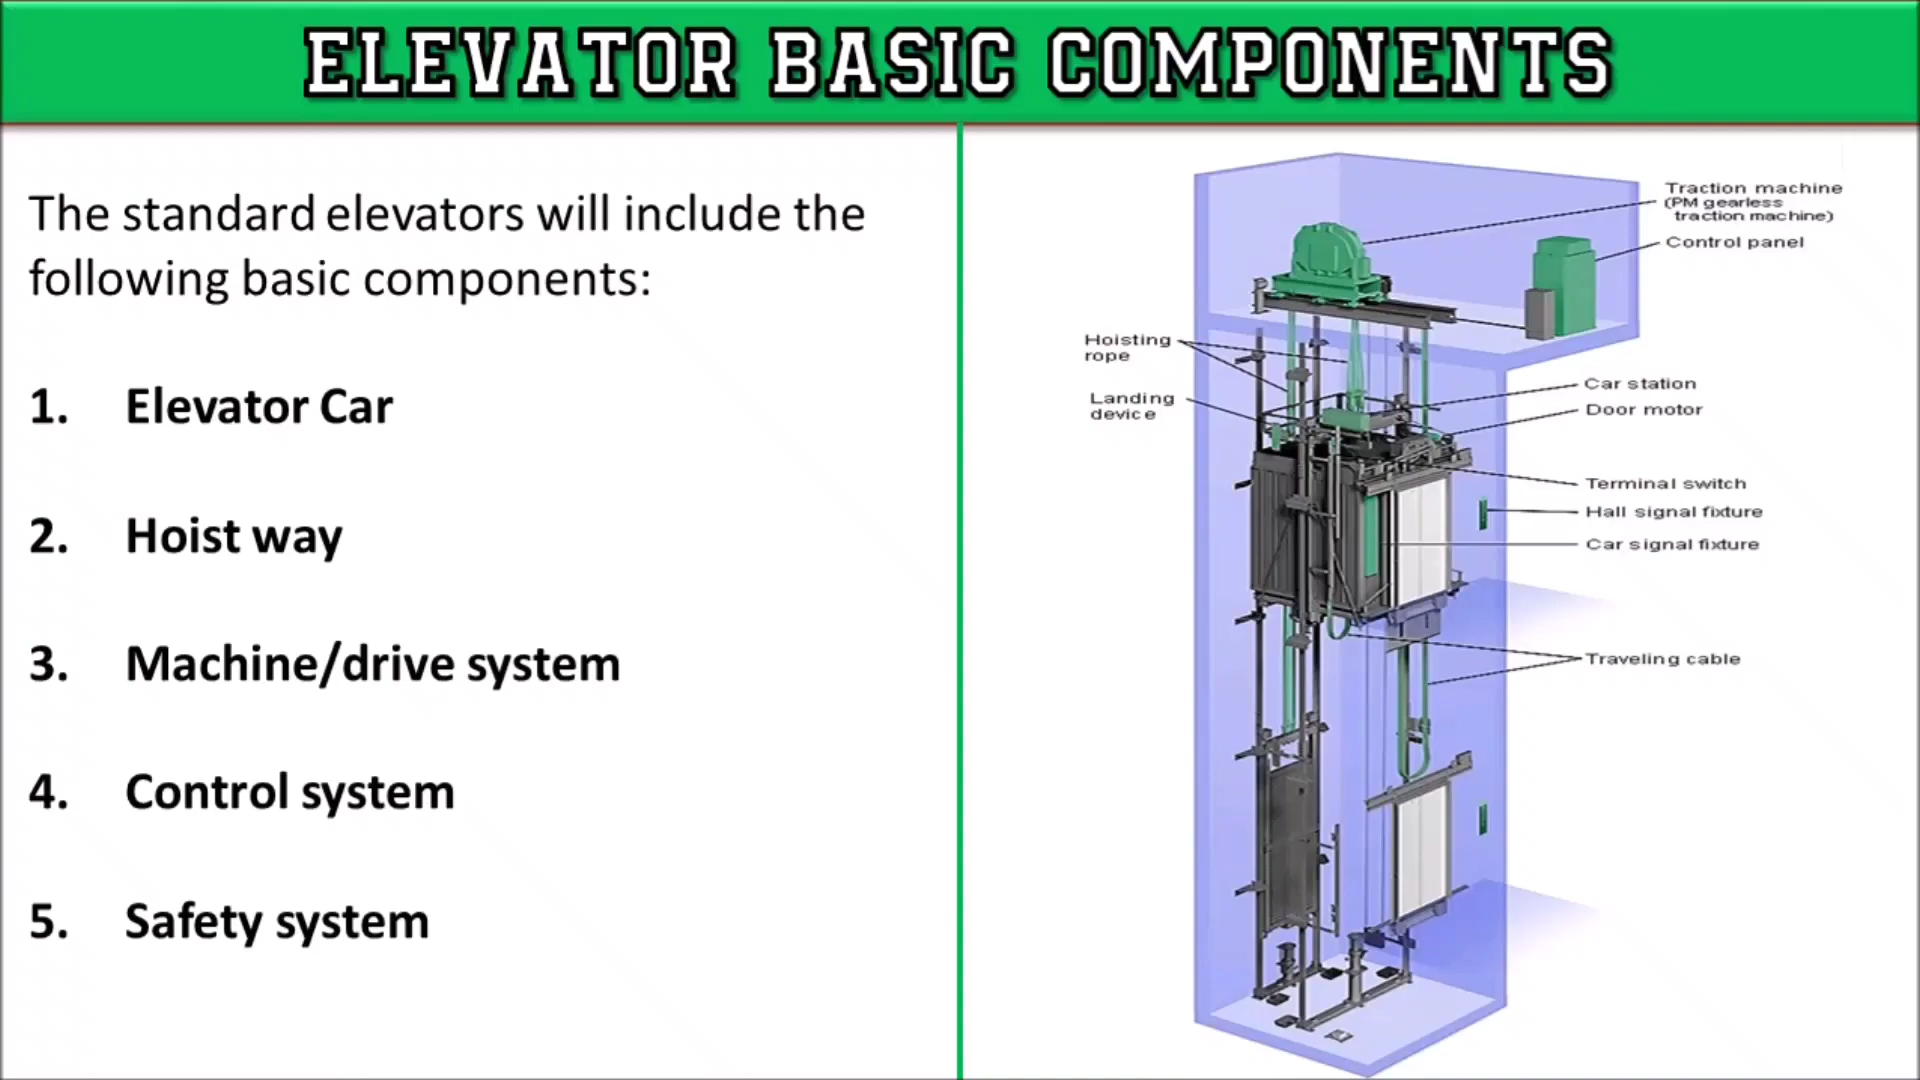 ELEVATOR BASIC COMPONENTS
The standard elevators will include the
following basic components:
1. Elevator Car
2. Hoist way
3. Machine/drive system
4. Control system
5. Safety system
Traction machine
(PM gearless
traction machine)
Control panel
Hoisting
rope
Landing
device
Car station
Door motor
Terminal switch
Hall signal fixture
Car signal fixture
Traveling cable